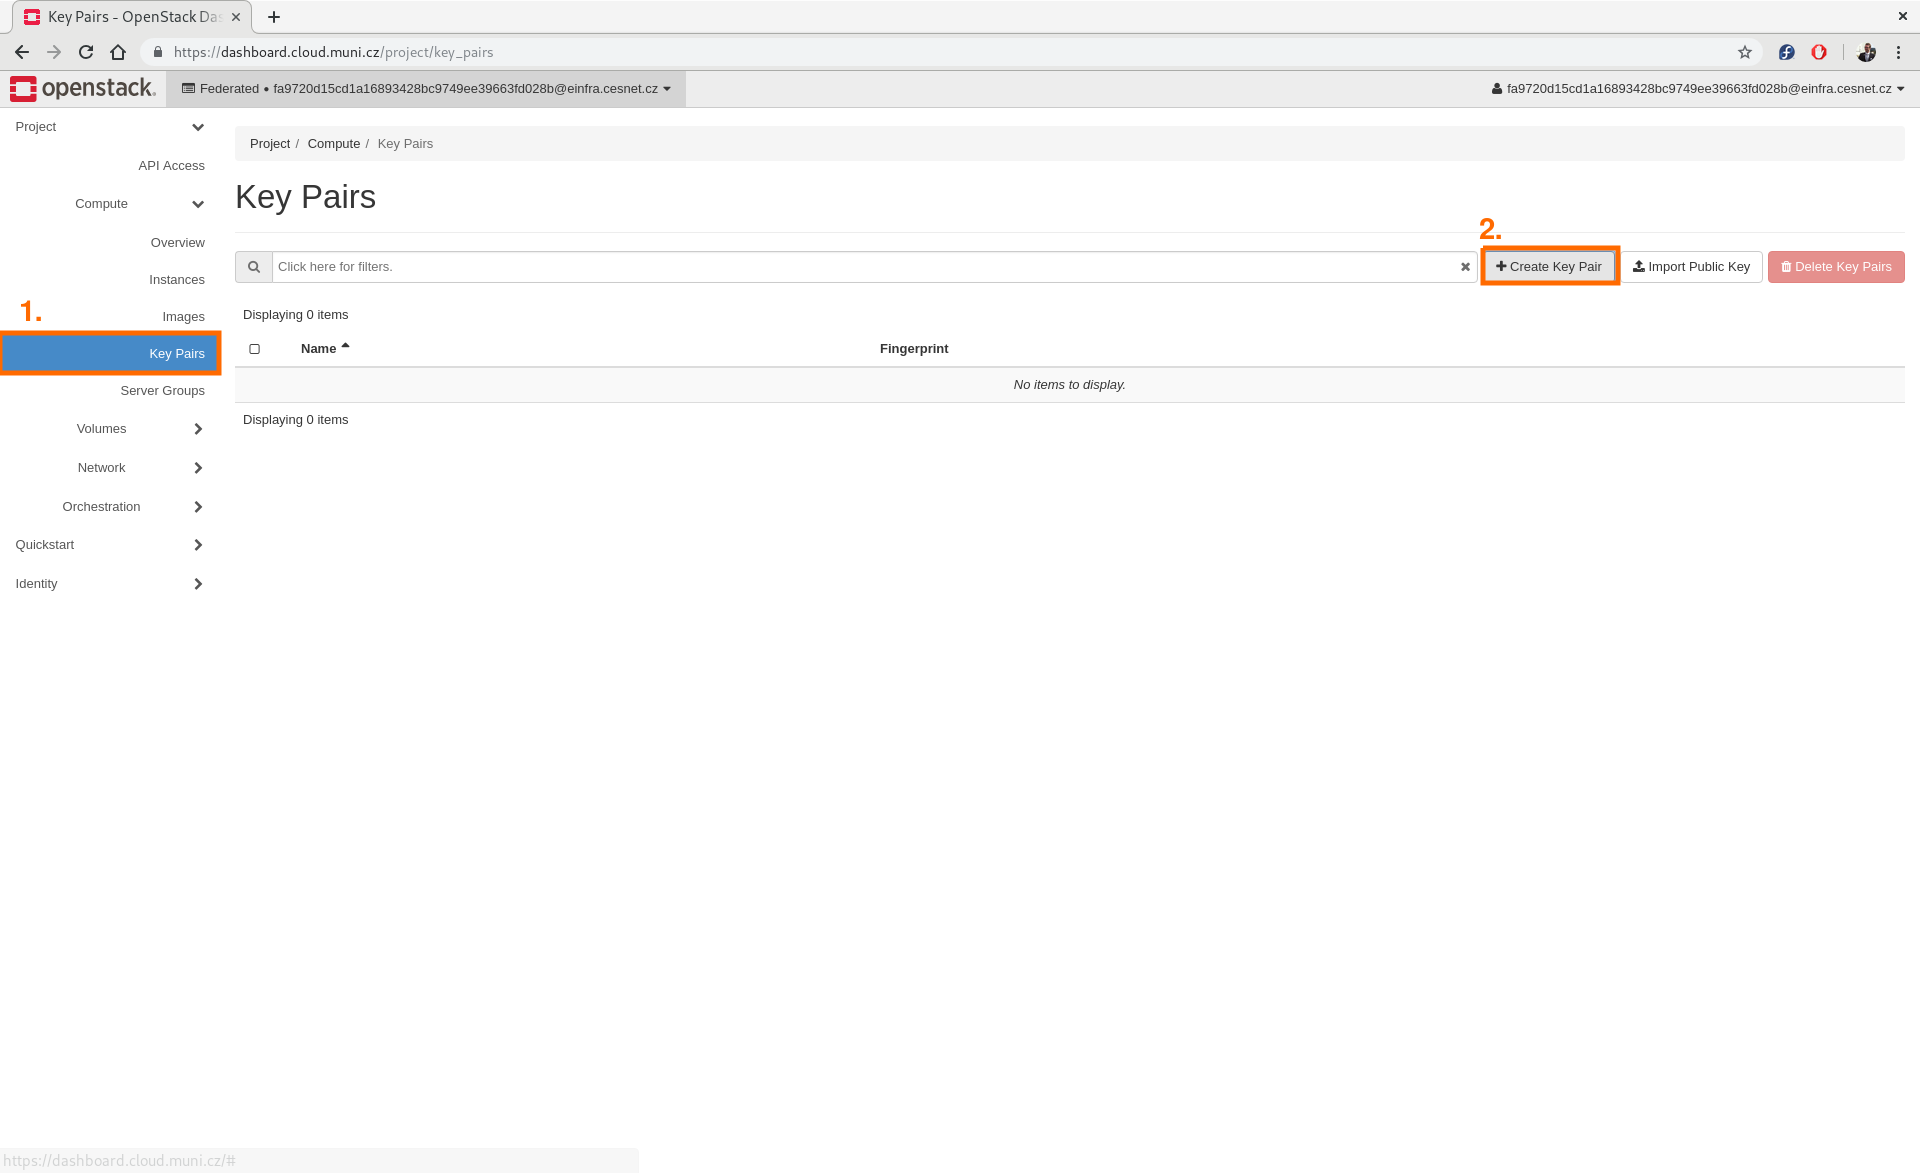 Key Pairs - OpenStack Da
https://dashboard.cloud.muni.cz/project/key_pairs
openstack.
Federated • fa9720d15cd1a16893428bc9749ee39663fd028b@einfra.cesnet.cz
fa9720d15cd1a16893428bc9749ee39663fd028b@einfra.cesnet.cz
Project
API Access
Compute
Overview
Instances
Images
1.
Key Pairs
Server Groups
Volumes
Network
Orchestration
Quickstart
Identity
Project / Compute / Key Pairs
Key Pairs
2.
Click here for filters.
Create Key Pair
Import Public Key
Delete Key Pairs
Displaying 0 items
Name Fingerprint
No items to display.
Displaying 0 items
https://dashboard.cloud.muni.cz/#